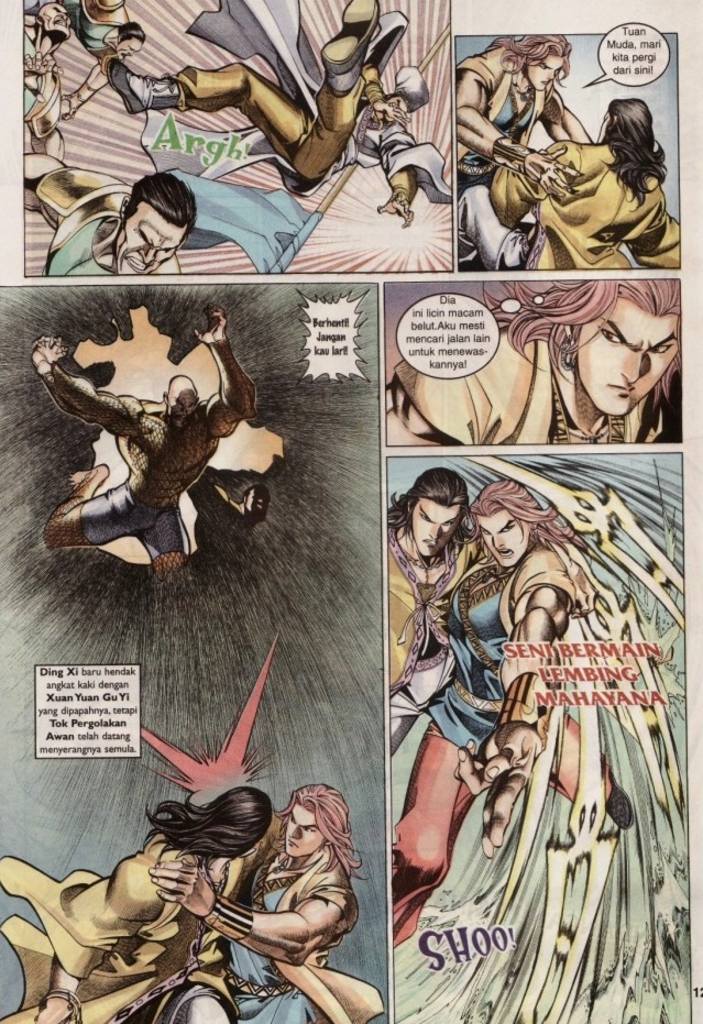 Argh!
Tuan
Muda, mari
kita pergi
dari sini!
Berhenti!
Jangan
kau lari!
Dia
ini licin macam
belut.Aku mesti
mencari jalan lain
untuk menewas-
kannya!
Ding Xi baru hendak
angkat kaki dengan
Xuan Yuan Gu Yi
yang dipapahnya, tetapi
Tok Pergolakan
Awan telah datang
menyerangnya semula.
SENI BERMAIN
LEMBING
MAHAYANA
SHOO!